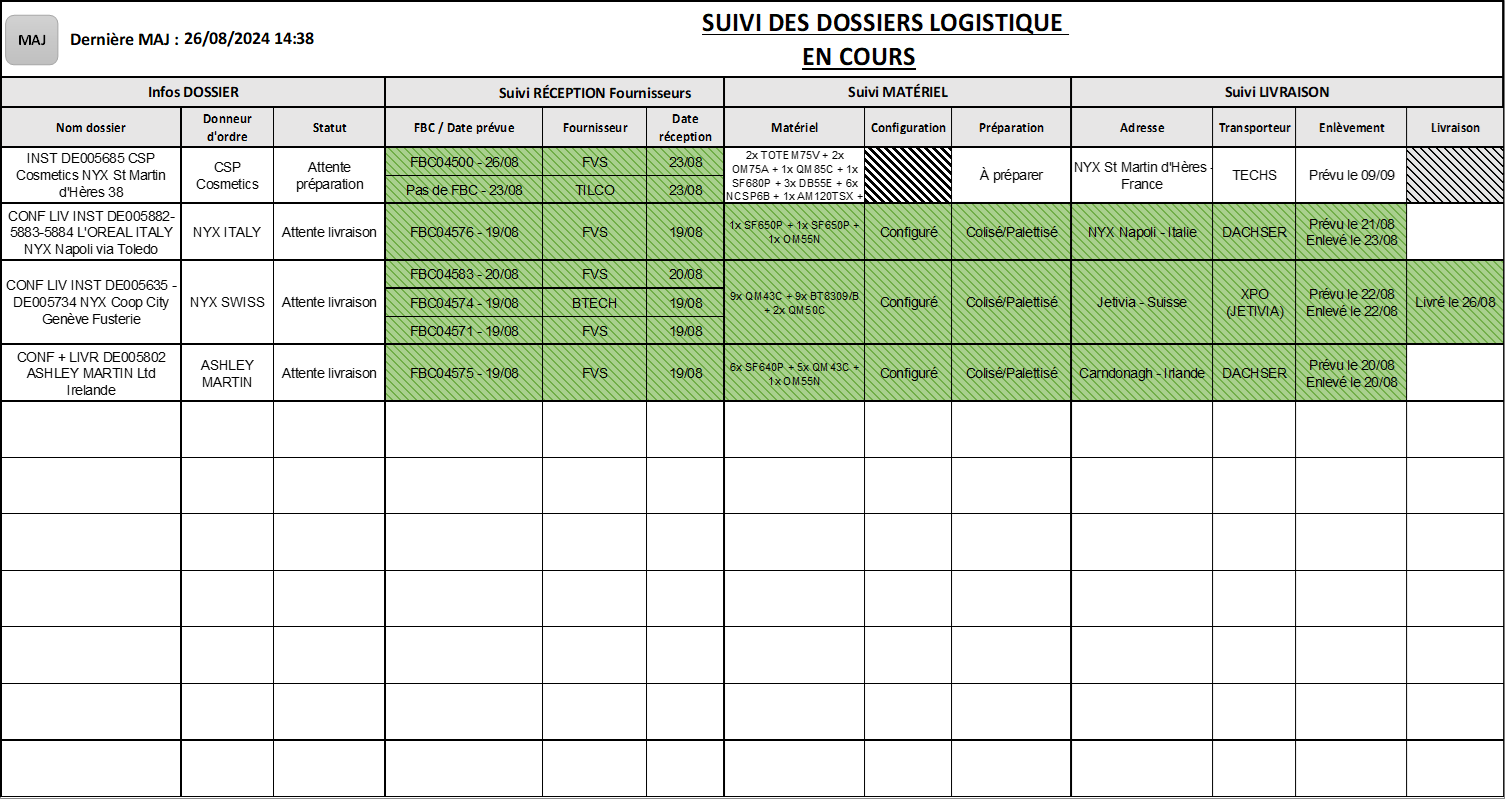 MAJ
Dernière MAJ : 26/08/2024 14:38
SUIVI DES DOSSIERS LOGISTIQUE
EN COURS
Infos DOSSIER
Suivi RÉCEPTION Fournisseurs
Suivi MATÉRIEL
Suivi LIVRAISON
Nom dossier
Donneur
d'ordre
Statut
FBC / Date prévue
Fournisseur
Date
réception
Matériel
Configuration
Préparation
Adresse
Transporteur
Enlèvement
Livraison
INST DE005685 CSP
Cosmetics NYX St Martin
d'Hères 38
CSP
Cosmetics
Attente
préparation
FBC04500 - 26/08
FVS
23/08
Pas de FBC - 23/08
TILCO
23/08
2x TOTEM75V + 2x
OM75A + 1x QM85C + 1x
SF680P + 3x DB55E + 6x
NCSP6B + 1x AM120TSX +
À préparer
NYX St Martin d'Hères -
France
TECHS
Prévu le 09/09
CONF LIV INST DE005882-
5883-5884 L'OREAL ITALY
NYX Napoli via Toledo
NYX ITALY
Attente livraison
FBC04576 - 19/08
FVS
19/08
1x SF650P + 1x SF650P +
1x OM55N
Configuré
Colisé/Palettisé
NYX Napoli - Italie
DACHSER
Prévu le 21/08
Enlevé le 23/08
CONF LIV INST DE005635 -
DE005734 NYX Coop City
Genève Fusterie
NYX SWISS
Attente livraison
FBC04583 - 20/08
FVS
20/08
FBC04574 - 19/08
BTECH
19/08
FBC04571 - 19/08
FVS
19/08
9x QM43C + 9x BT8309/B
+ 2x QM50C
Configuré
Colisé/Palettisé
Jetivia - Suisse
XPO
(JETIVIA)
Prévu le 22/08
Enlevé le 22/08
Livré le 26/08
CONF + LIVR DE005802
ASHLEY MARTIN Ltd
Irelande
ASHLEY
MARTIN
Attente livraison
FBC04575 - 19/08
FVS
19/08
6x SF640P + 5x QM43C +
1x OM55N
Configuré
Colisé/Palettisé
Carndonagh - Irlande
DACHSER
Prévu le 20/08
Enlevé le 20/08